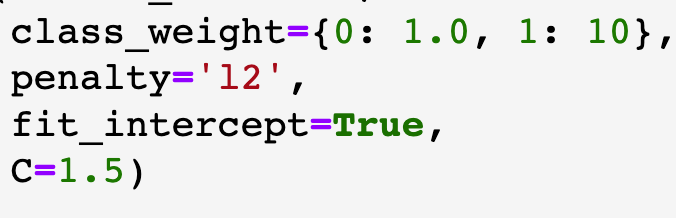 class_weight={0: 1.0, 1: 10},
penalty='l2',
fit_intercept=True,
C=1.5)